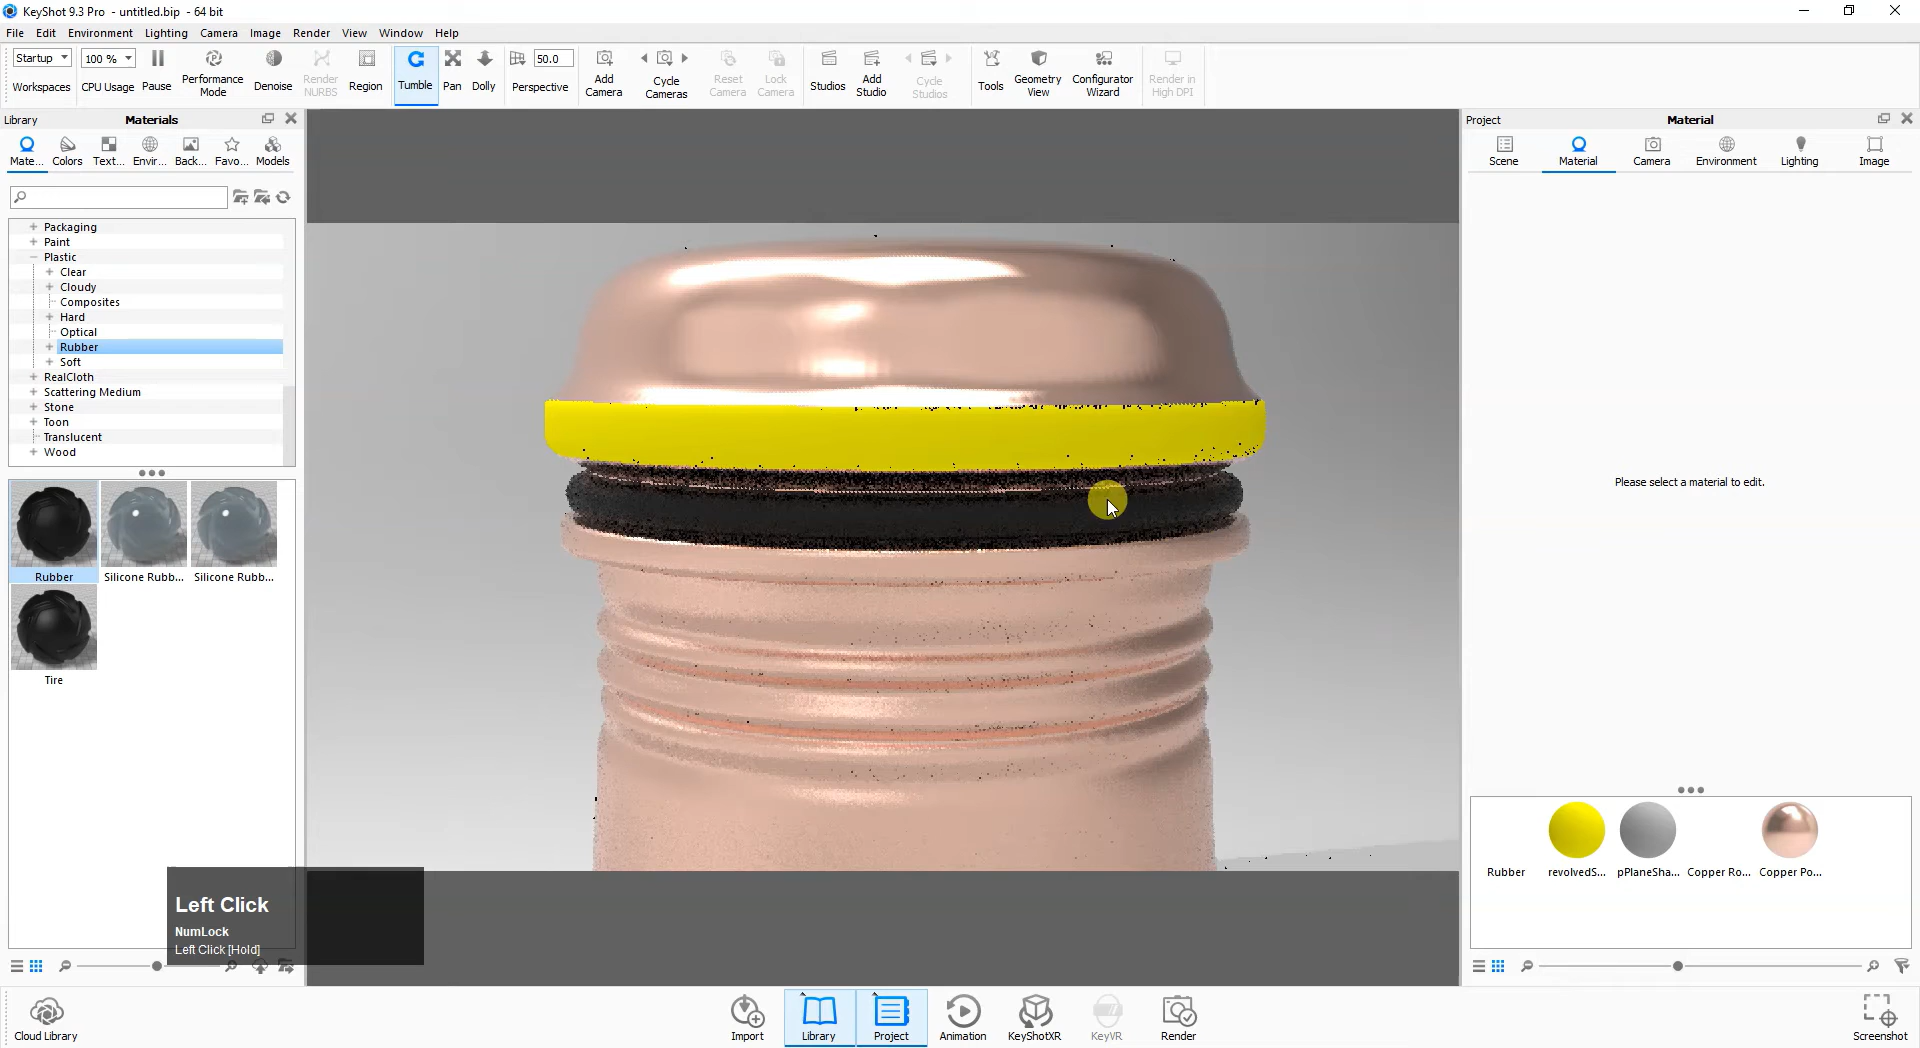 KeyShot 9.3 Pro - untitled.bip - 64 bit
File Edit Environment Lighting Camera Image Render View Window Help
Startup 100 % 50.0
Workspaces CPU Usage Pause Performance Mode Denoise Render NURBS Region Tumble Pan Dolly Perspective Add Camera Cycle Cameras Reset Camera Lock Camera Studios Add Studio Cycle Studios Tools Geometry View Configurator Wizard Render in High DPI
Library Materials
Mate... Colors Text... Envir... Back... Favo... Models
Packaging
Paint
Plastic
Clear
Cloudy
Composites
Hard
Optical
Rubber
Soft
RealCloth
Scattering Medium
Stone
Toon
Translucent
Wood
Rubber Silicone Rubb... Silicone Rubb...
Tire
Left Click
NumLock
Left Click [Hold]
Project Material
Scene Material Camera Environment Lighting Image
Please select a material to edit.
Rubber revolvedS... pPlaneSha... Copper Ro... Copper Po...
Cloud Library Import Library Project Animation KeyShotXR KeyVR Render Screenshot